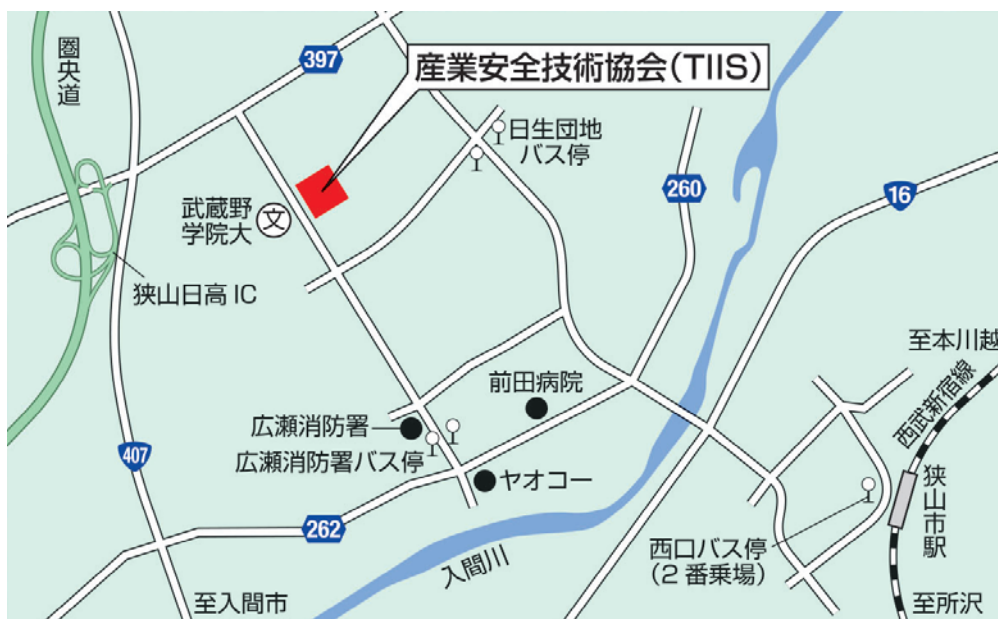 圏央道
397
産業安全技術協会(TIIS)
日生団地
バス停
260
16
武蔵野
学院大
文
狭山日高IC
至本川越
西武新宿線
前田病院
広瀬消防署
広瀬消防署バス停
407
ヤオコー
狭山市駅
262
入間川
西口バス停
(2番乗場)
至入間市
至所沢